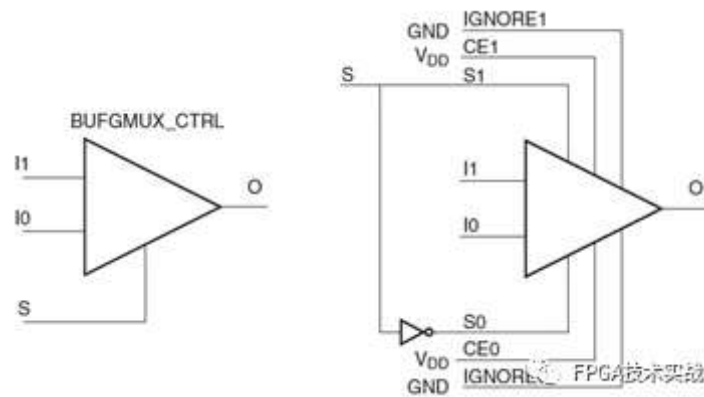 BUFGMUX_CTRL
I1
I0
S
O
GND
IGNORE1
VDD
CE1
S
S1
I1
I0
O
S0
VDD
CE0
GND
FPGA技术实战